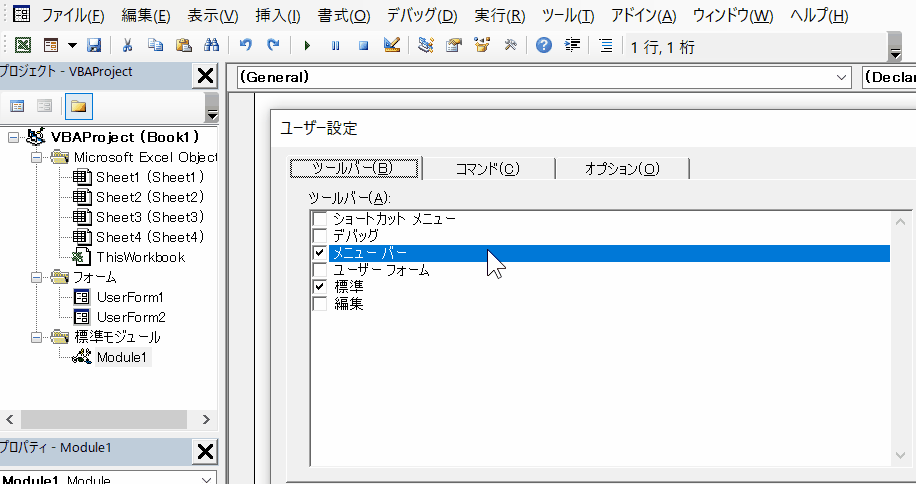 ファイル(F) 編集(E) 表示(V) 挿入(I) 書式(O) デバッグ(D) 実行(R) ツール(T) アドイン(A) ウィンドウ(W) ヘルプ(H)
1 行, 1 桁
プロジェクト - VBAProject
(General)
(Declar
VBAProject (Book1)
Microsoft Excel Object
Sheet1 (Sheet1)
Sheet2 (Sheet2)
Sheet3 (Sheet3)
Sheet4 (Sheet4)
ThisWorkbook
フォーム
UserForm1
UserForm2
標準モジュール
Module1
プロパティ - Module1
Module1 Module
ユーザー設定
ツールバー(B) コマンド(C) オプション(O)
ツールバー(A):
ショートカット メニュー
デバッグ
メニュー バー
ユーザー フォーム
標準
編集